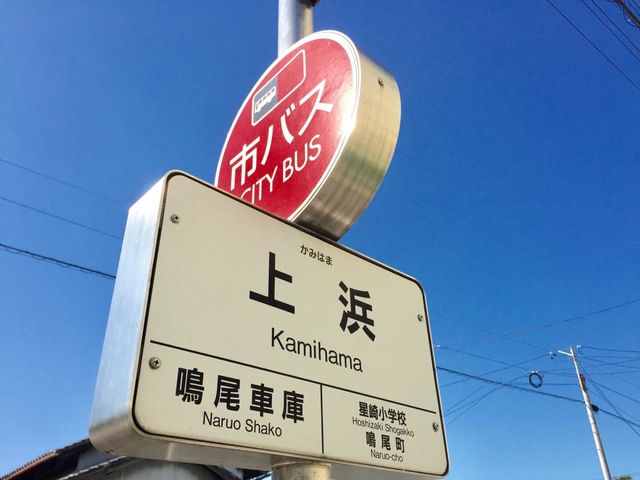 市バス
CITY BUS
かみはま
上浜
Kamihama
鳴尾車庫
Naruo Shako
星崎小学校
Hoshizaki Shogakko
鳴尾町
Naruo-cho